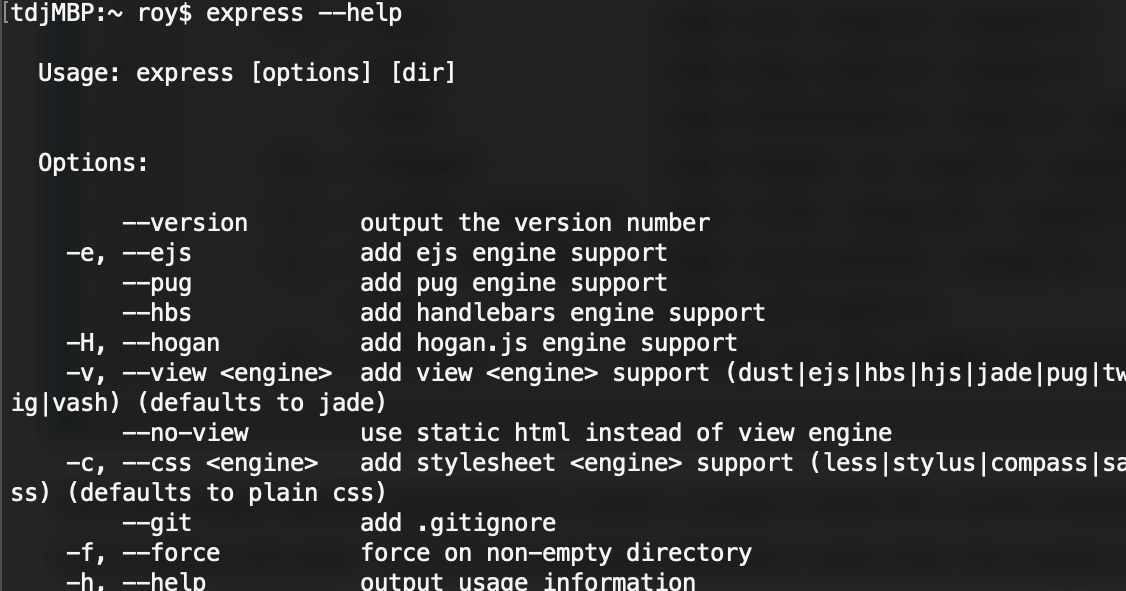 [tdjMBP:~ roy$ express --help
Usage: express [options] [dir]
Options:
--version output the version number
-e, --ejs add ejs engine support
--pug add pug engine support
--hbs add handlebars engine support
-H, --hogan add hogan.js engine support
-v, --view <engine> add view <engine> support (dust|ejs|hbs|hjs|jade|pug|tw
ig|vash) (defaults to jade)
--no-view use static html instead of view engine
-c, --css <engine> add stylesheet <engine> support (less|stylus|compass|sa
ss) (defaults to plain css)
--git add .gitignore
-f, --force force on non-empty directory
-h, --help output usage information